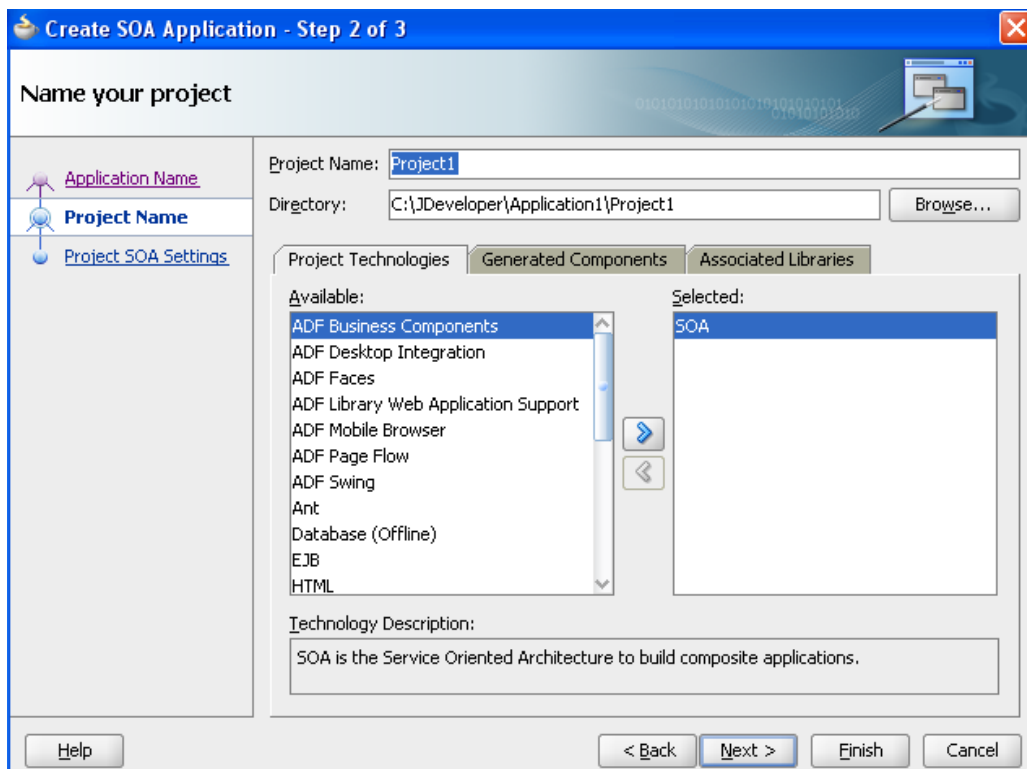 Create SOA Application - Step 2 of 3
Name your project
0101010101010101010101010101
01010101010
Application Name
Project Name
Project SOA Settings
Project Name: Project1
Directory: C:\JDeveloper\Application1\Project1 Browse...
Project Technologies Generated Components Associated Libraries
Available: Selected:
ADF Business Components SOA
ADF Desktop Integration
ADF Faces
ADF Library Web Application Support
ADF Mobile Browser
ADF Page Flow
ADF Swing
Ant
Database (Offline)
EJB
HTML
Technology Description:
SOA is the Service Oriented Architecture to build composite applications.
Help < Back Next > Finish Cancel